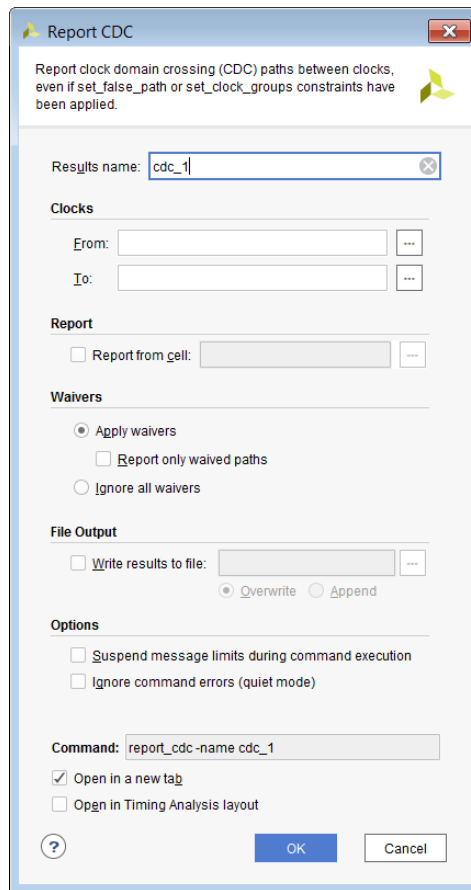 Report CDC
Report clock domain crossing (CDC) paths between clocks,
even if set_false_path or set_clock_groups constraints have
been applied.
Results name: cdc_1
Clocks
From:
To:
Report
Report from cell:
Waivers
Apply waivers
Report only waived paths
Ignore all waivers
File Output
Write results to file:
Overwrite Append
Options
Suspend message limits during command execution
Ignore command errors (quiet mode)
Command: report_cdc -name cdc_1
Open in a new tab
Open in Timing Analysis layout
? OK Cancel